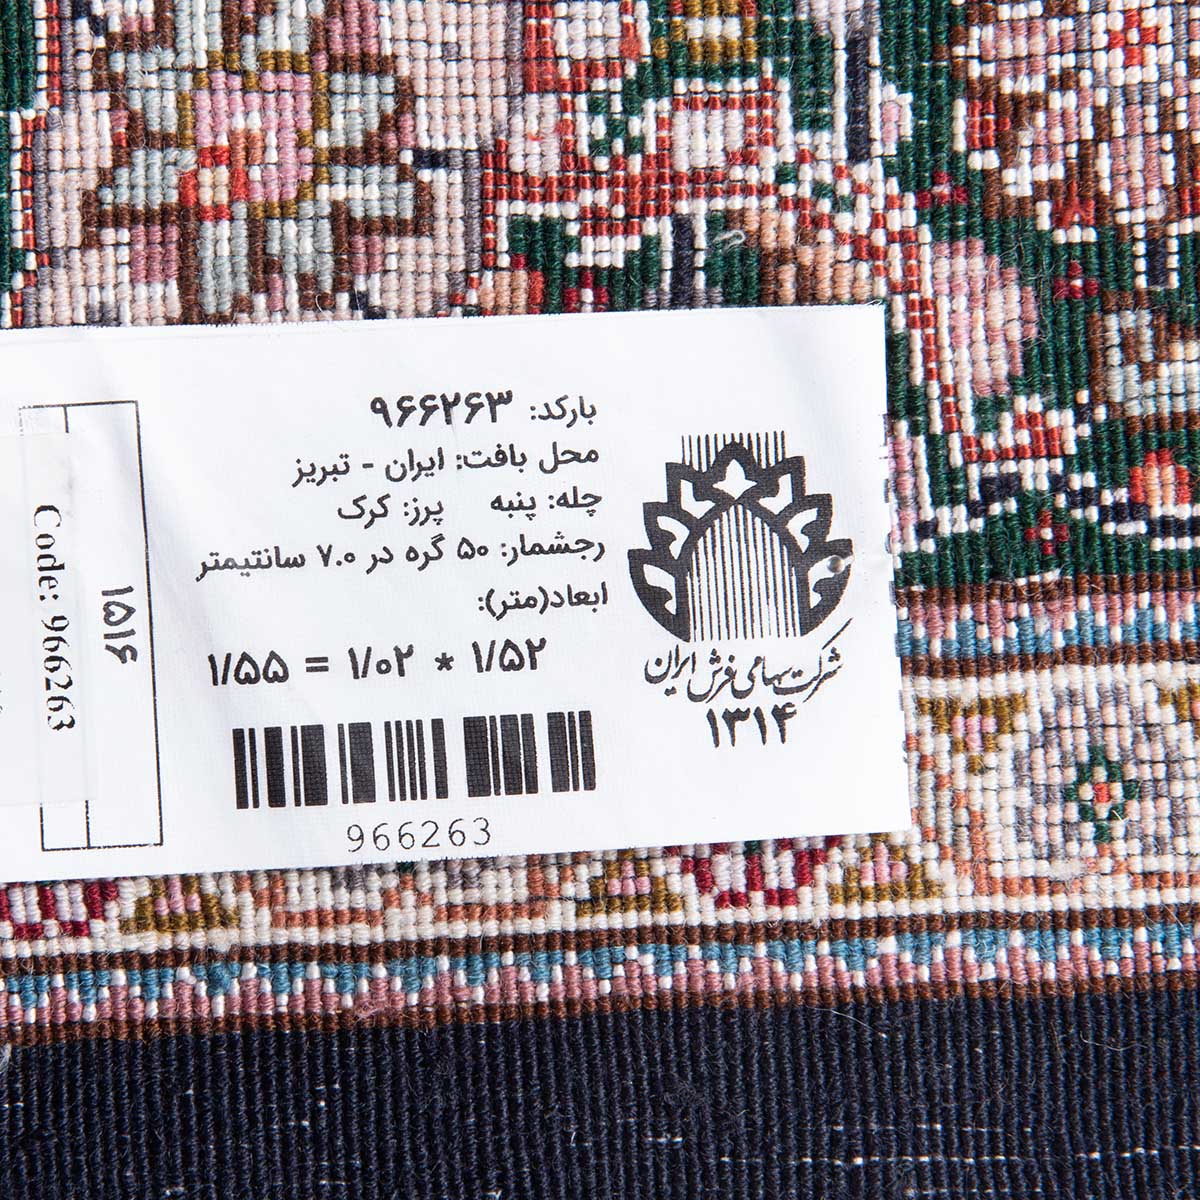 بارکد: ۹۶۶۲۶۳
محل بافت: ایران - تبریز
چله: پنبه پرز: کرک
رجشمار: ۵۰ گره در ۷.۰ سانتیمتر
ابعاد(متر):
۱/۵۲ * ۱/۰۲ = ۱/۵۵
966263
شرکت سهامی فرش ایران
۱۳۱۴
۱۵۱۶
Code: 966263